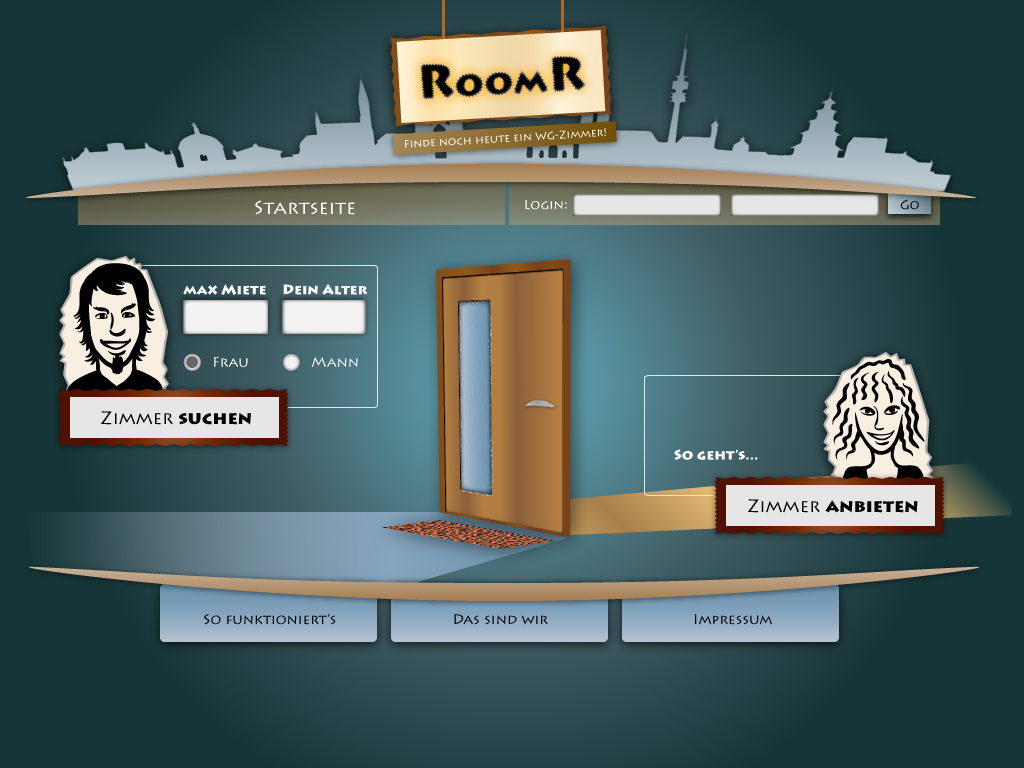 RoomR
Finde noch heute ein WG-Zimmer!
Startseite
Login:
GO
max Miete
Dein Alter
Frau
Mann
Zimmer suchen
So geht's...
Zimmer anbieten
So funktioniert's
Das sind wir
Impressum